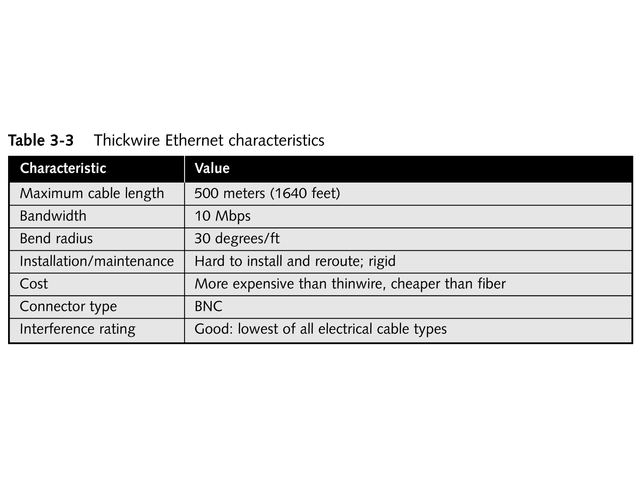 Table 3-3 Thickwire Ethernet characteristics
Characteristic Value
Maximum cable length 500 meters (1640 feet)
Bandwidth 10 Mbps
Bend radius 30 degrees/ft
Installation/maintenance Hard to install and reroute; rigid
Cost More expensive than thinwire, cheaper than fiber
Connector type BNC
Interference rating Good: lowest of all electrical cable types